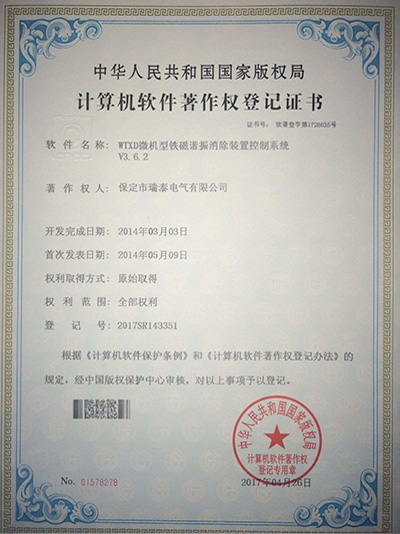 中华人民共和国国家版权局
计算机软件著作权登记证书
证书号： 软著登字第1728635号
软件名称： WTXD微机型铁磁谐振消除装置控制系统
V3.6.2
著作权人： 保定市瑞泰电气有限公司
开发完成日期： 2014年03月03日
首次发表日期： 2014年05月09日
权利取得方式： 原始取得
权利范围： 全部权利
登记号： 2017SR143351
根据《计算机软件保护条例》和《计算机软件著作权登记办法》的
规定，经中国版权保护中心审核，对以上事项予以登记。
中华人民共和国国家版权局
计算机软件著作权
登记专用章
No. 01578278
2017年04月26日